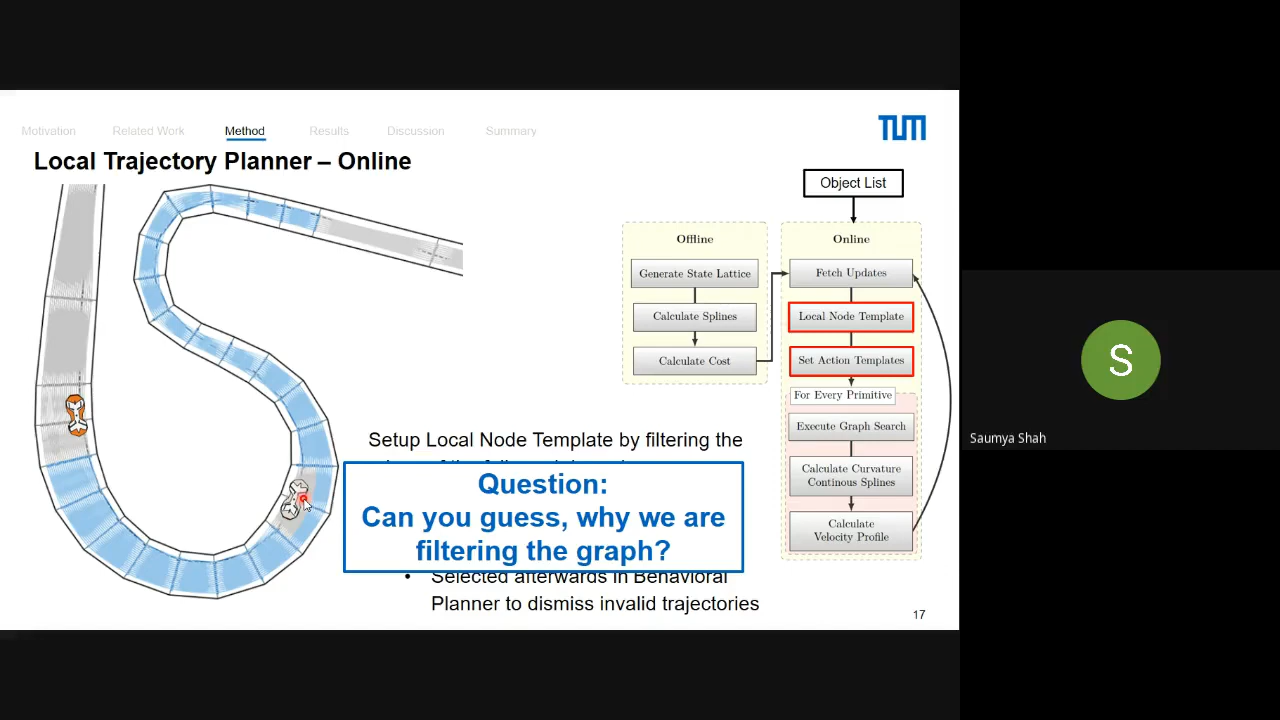 Motivation Related Work Method Results Discussion Summary
TUM
Local Trajectory Planner – Online
Object List
Offline
Generate State Lattice
Calculate Splines
Calculate Cost
Online
Fetch Updates
Local Node Template
Set Action Templates
For Every Primitive
Execute Graph Search
Calculate Curvature
Continous Splines
Calculate
Velocity Profile
Setup Local Node Template by filtering the
Question:
Can you guess, why we are
filtering the graph?
• Selected afterwards in Behavioral
Planner to dismiss invalid trajectories
17
S
Saumya Shah